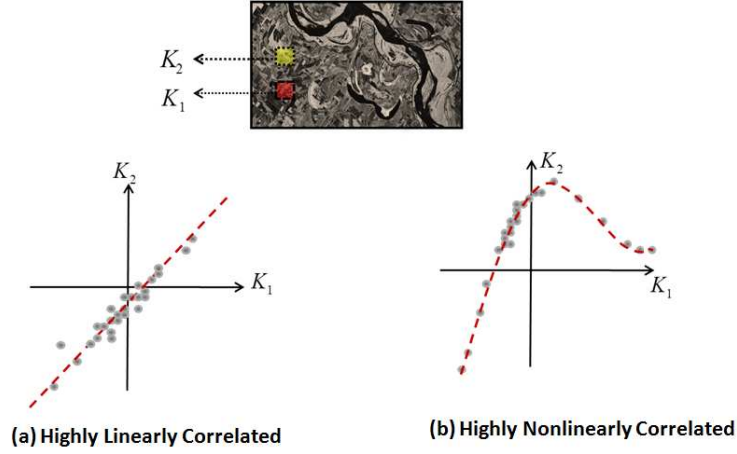 K₂
K₁
K₂
K₁
K₂
K₁
(a) Highly Linearly Correlated
(b) Highly Nonlinearly Correlated